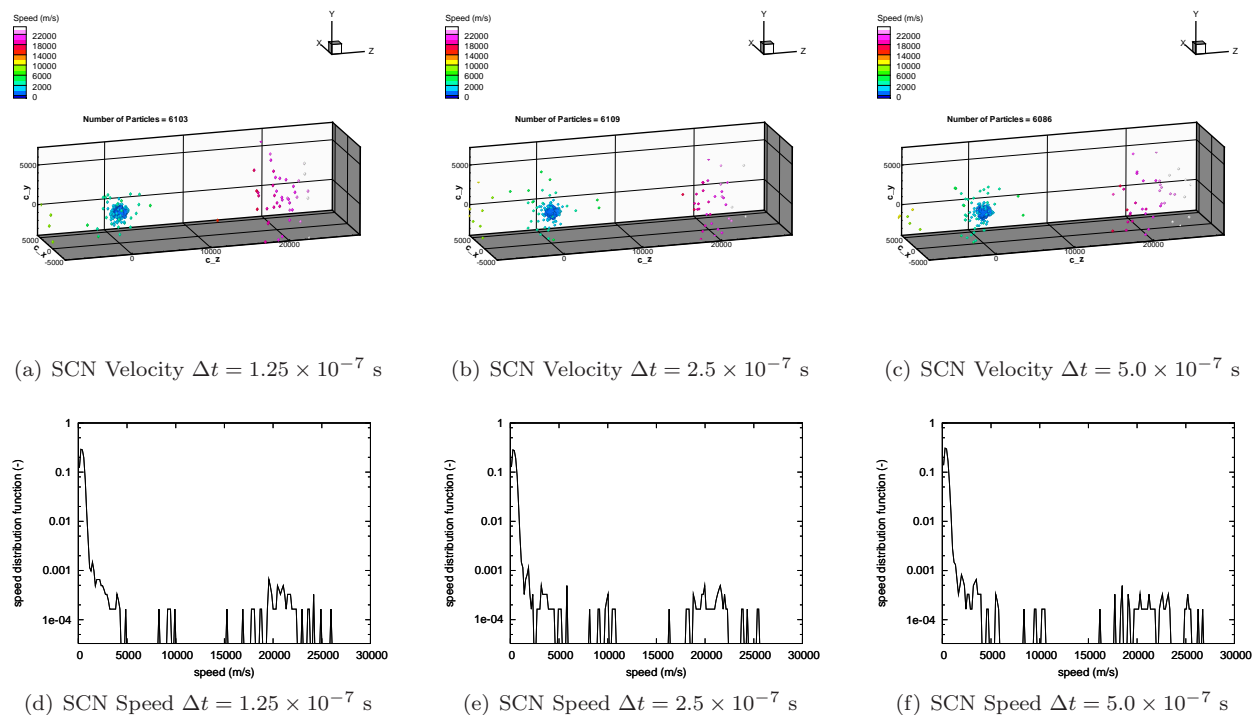 Speed (m/s)
22000
18000
14000
10000
6000
2000
0
Y
X
Z
Number of Particles = 6103
5000
0
c_y
5000
c_x
-5000
0
10000
20000
c_z
Speed (m/s)
22000
18000
14000
10000
6000
2000
0
Y
X
Z
Number of Particles = 6109
5000
0
c_y
5000
c_x
-5000
0
10000
20000
c_z
Speed (m/s)
22000
18000
14000
10000
6000
2000
0
Y
X
Z
Number of Particles = 6086
5000
0
c_y
5000
c_x
-5000
0
10000
20000
c_z
(a) SCN Velocity Δt = 1.25 × 10⁻⁷ s
(b) SCN Velocity Δt = 2.5 × 10⁻⁷ s
(c) SCN Velocity Δt = 5.0 × 10⁻⁷ s
1
0.1
0.01
0.001
1e-04
speed distribution function (-)
0 5000 10000 15000 20000 25000 30000
speed (m/s)
1
0.1
0.01
0.001
1e-04
speed distribution function (-)
0 5000 10000 15000 20000 25000 30000
speed (m/s)
1
0.1
0.01
0.001
1e-04
speed distribution function (-)
0 5000 10000 15000 20000 25000 30000
speed (m/s)
(d) SCN Speed Δt = 1.25 × 10⁻⁷ s
(e) SCN Speed Δt = 2.5 × 10⁻⁷ s
(f) SCN Speed Δt = 5.0 × 10⁻⁷ s